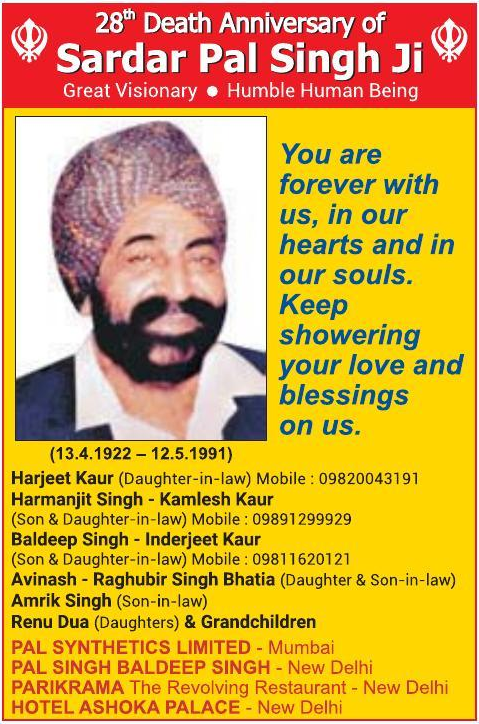 28th Death Anniversary of
Sardar Pal Singh Ji
Great Visionary ● Humble Human Being
You are
forever with
us, in our
hearts and in
our souls.
Keep
showering
your love and
blessings
on us.
(13.4.1922 – 12.5.1991)
Harjeet Kaur (Daughter-in-law) Mobile : 09820043191
Harmanjit Singh - Kamlesh Kaur
(Son & Daughter-in-law) Mobile : 09891299929
Baldeep Singh - Inderjeet Kaur
(Son & Daughter-in-law) Mobile : 09811620121
Avinash - Raghubir Singh Bhatia (Daughter & Son-in-law)
Amrik Singh (Son-in-law)
Renu Dua (Daughters) & Grandchildren
PAL SYNTHETICS LIMITED - Mumbai
PAL SINGH BALDEEP SINGH - New Delhi
PARIKRAMA The Revolving Restaurant - New Delhi
HOTEL ASHOKA PALACE - New Delhi